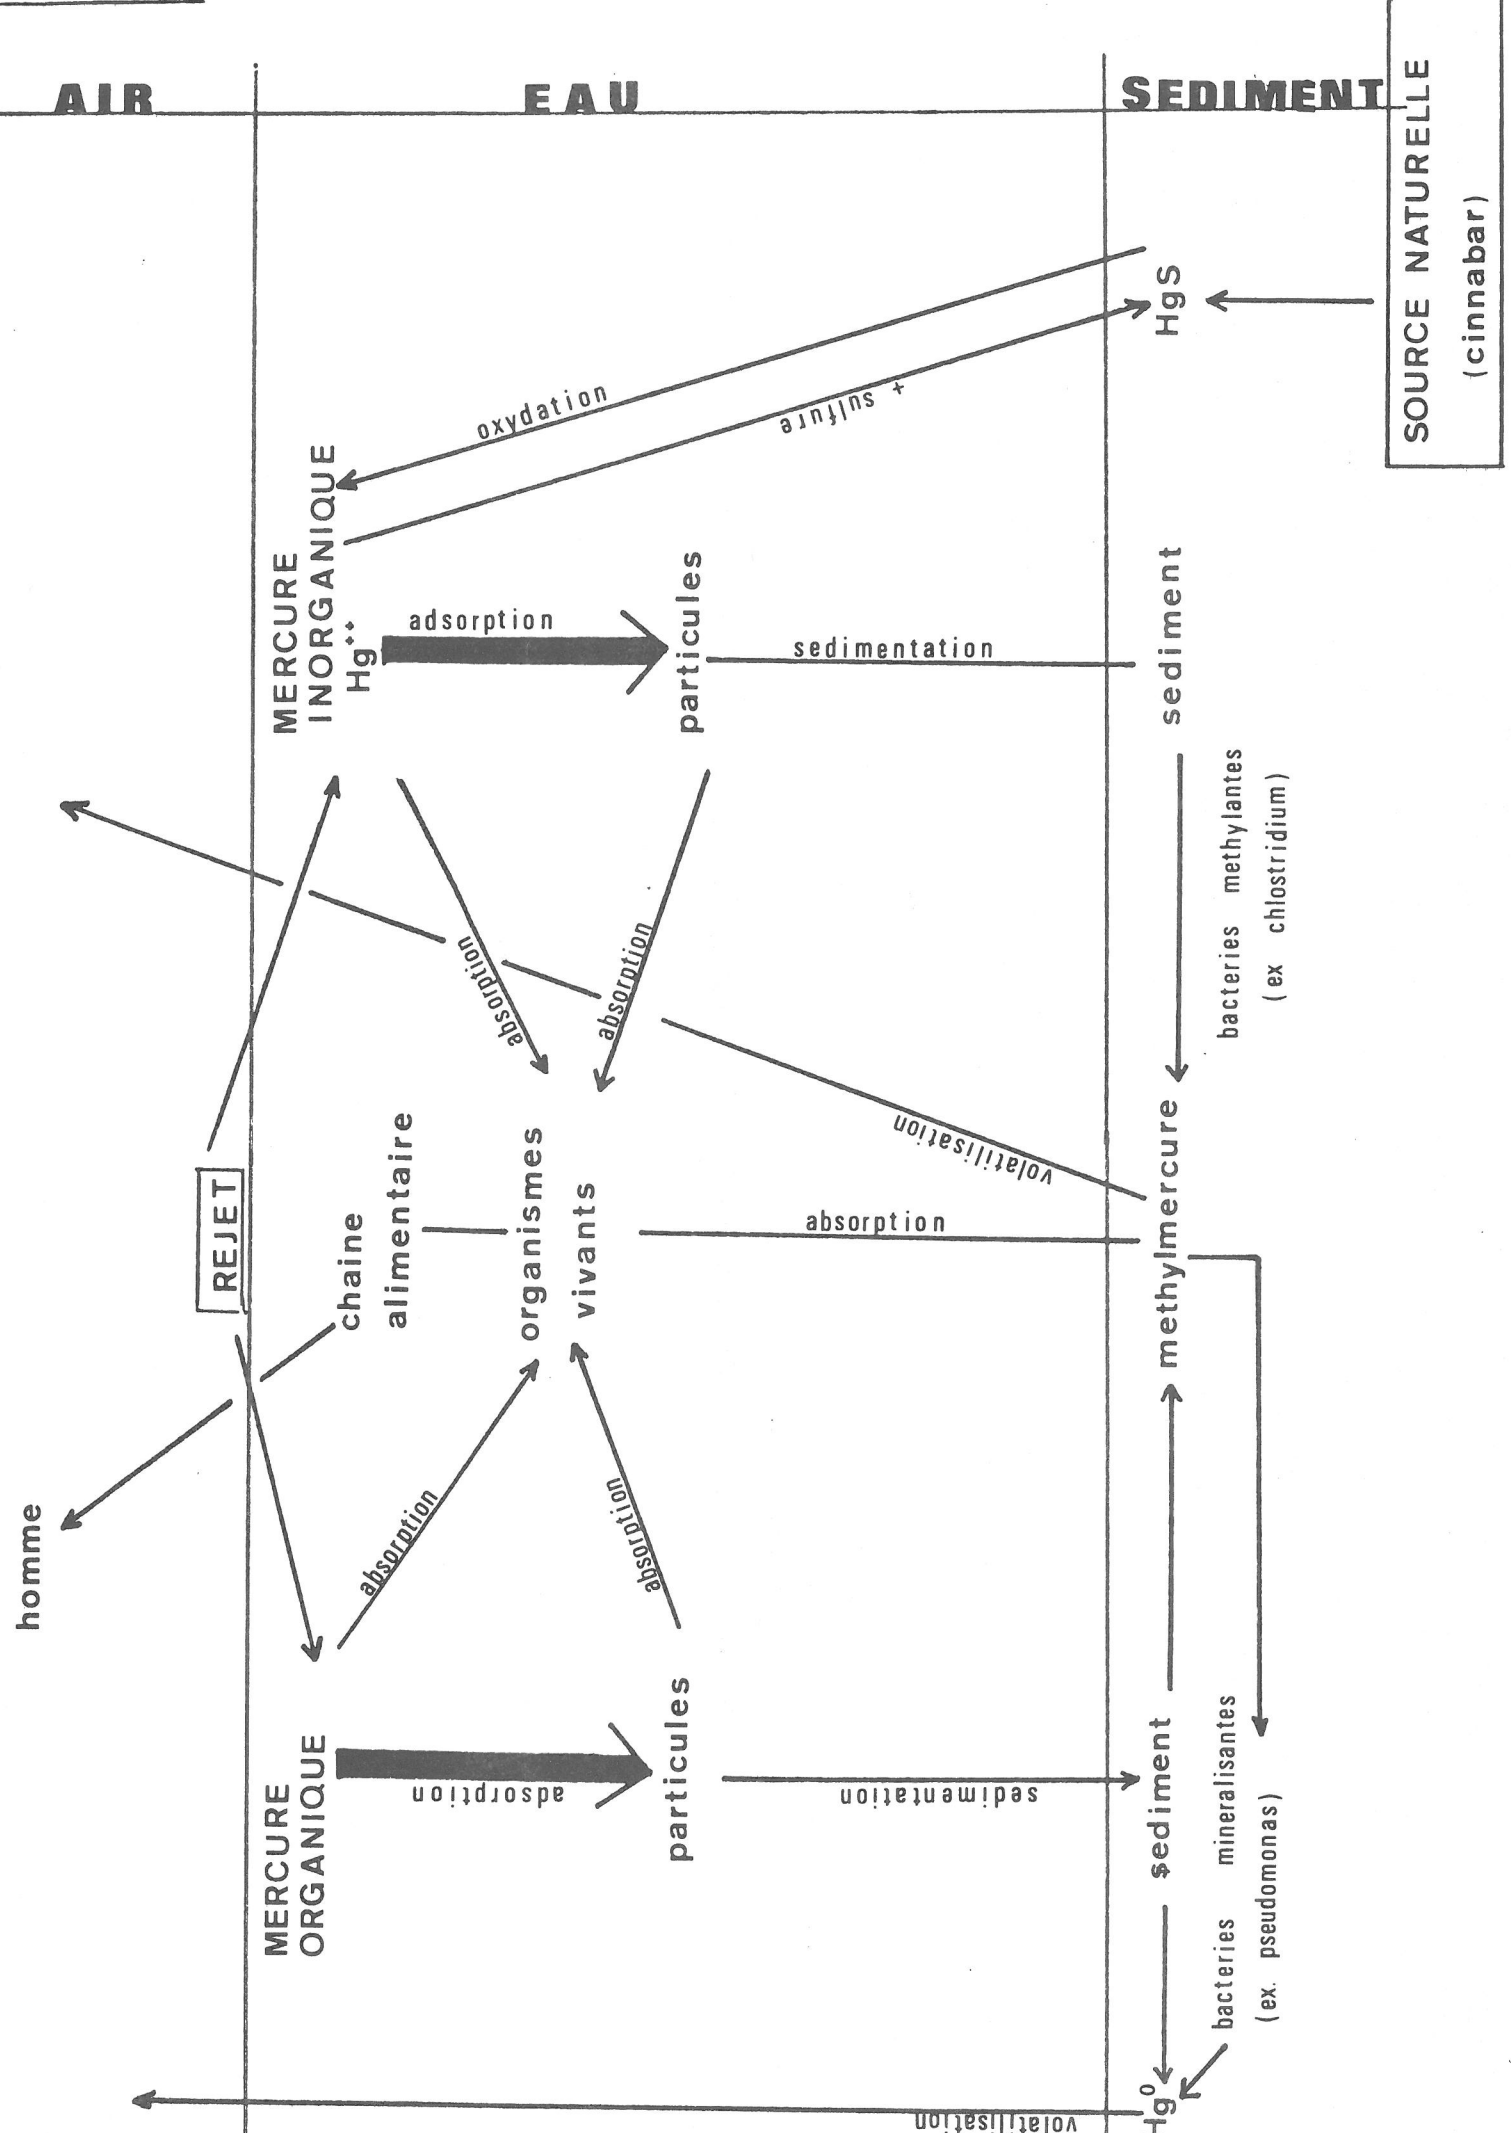 AIR
EAU
SEDIMENT
SOURCE NATURELLE
(cinnabar)
HgS
oxydation
+ sulfure
MERCURE
INORGANIQUE
Hg++
adsorption
particules
sedimentation
sediment
bacteries methylantes
(ex chlostridium)
absorption
absorption
volatilisation
REJET
chaine
alimentaire
organismes
vivants
absorption
methylmercure
homme
absorption
absorption
MERCURE
ORGANIQUE
adsorption
particules
sedimentation
sediment
bacteries mineralisantes
(ex. pseudomonas)
volatilisation
Hg0